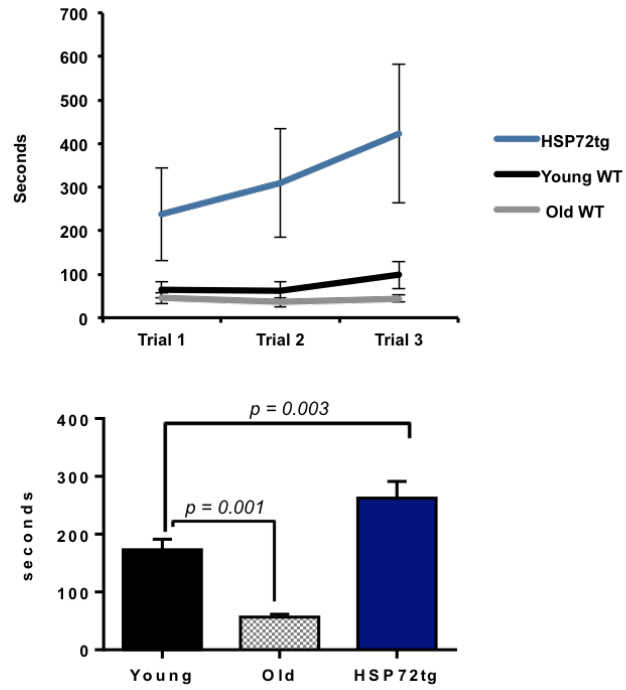 700
600
500
400
300
200
100
0
Seconds
Trial 1 Trial 2 Trial 3
HSP72tg
Young WT
Old WT
400
300
200
100
0
seconds
p = 0.003
p = 0.001
Young Old HSP72tg